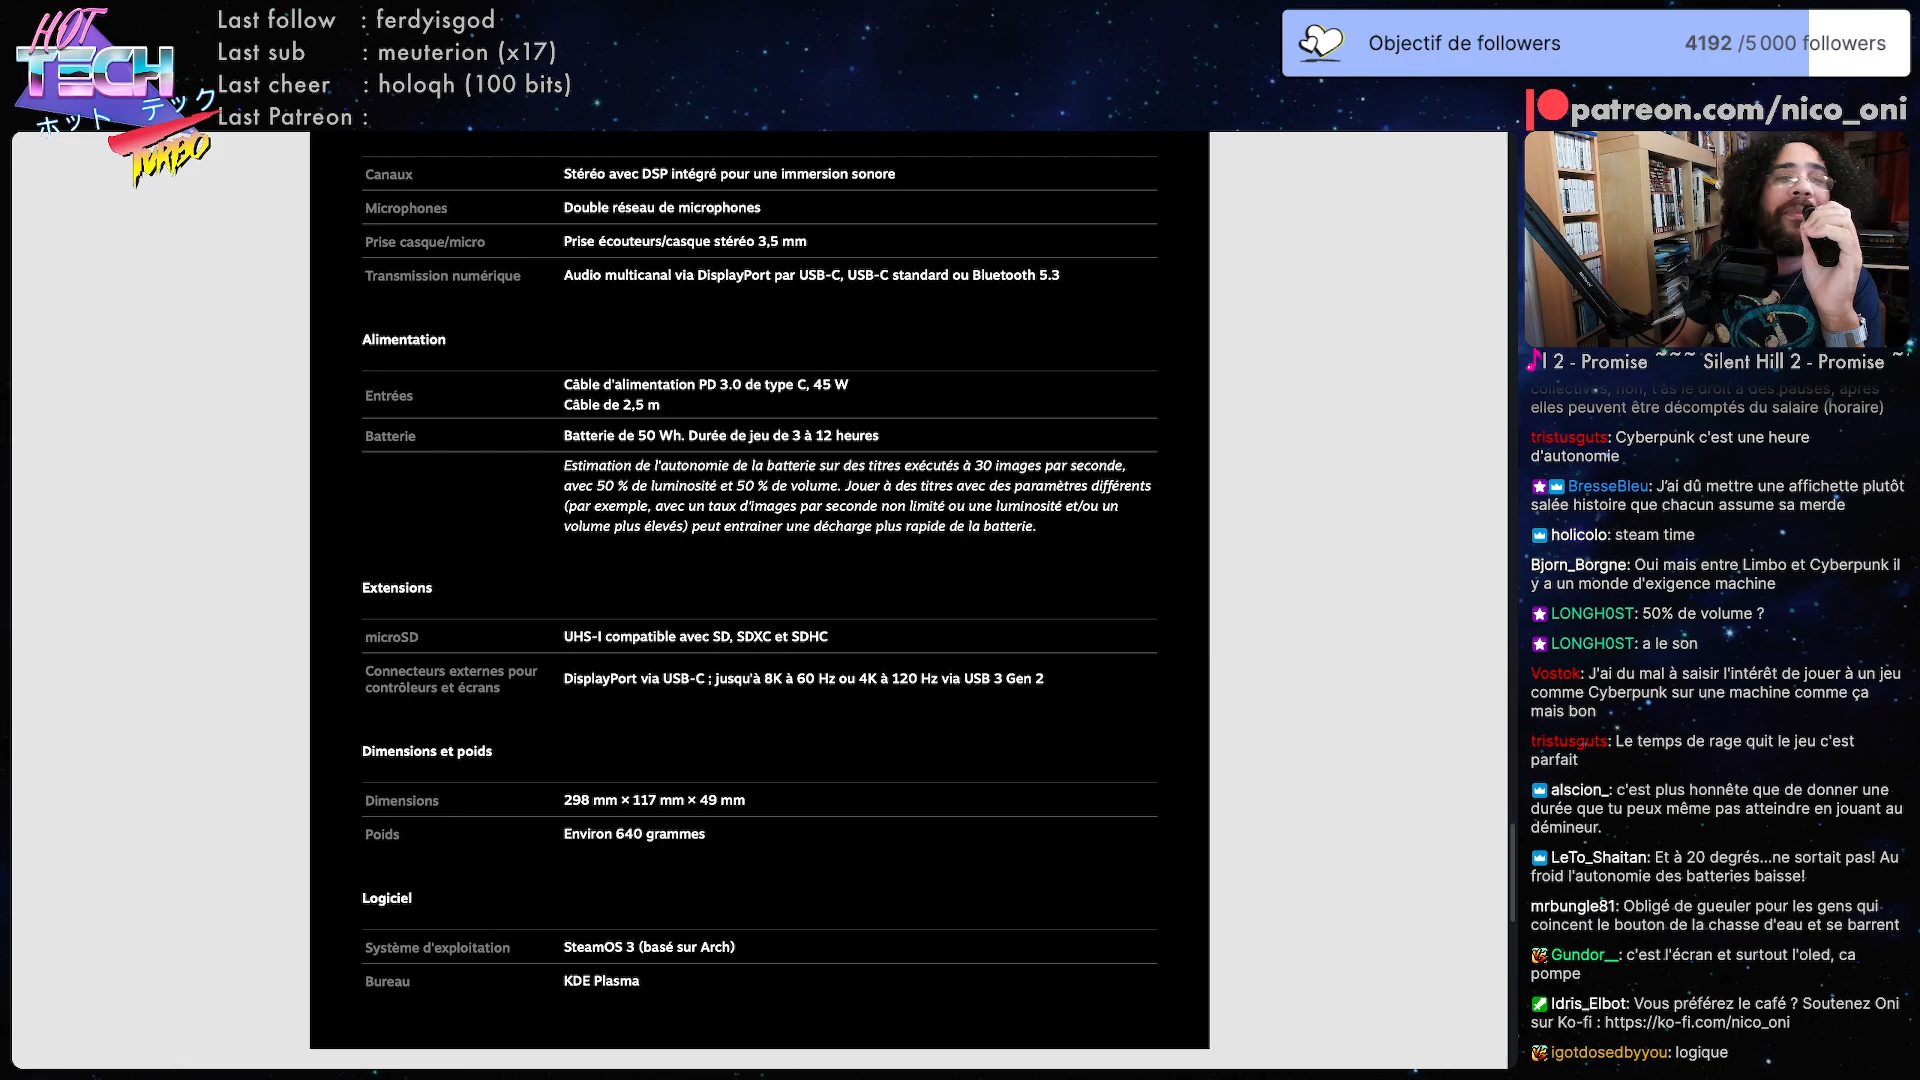 HOT
TECH
ホット テック
TURBO
Last follow : ferdyisgod
Last sub : meuterion (x17)
Last cheer : holoqh (100 bits)
Last Patreon :
Objectif de followers 4192 /5 000 followers
patreon.com/nico_oni
Canaux Stéréo avec DSP intégré pour une immersion sonore
Microphones Double réseau de microphones
Prise casque/micro Prise écouteurs/casque stéréo 3,5 mm
Transmission numérique Audio multicanal via DisplayPort par USB-C, USB-C standard ou Bluetooth 5.3
Alimentation
Entrées Câble d'alimentation PD 3.0 de type C, 45 W
Câble de 2,5 m
Batterie Batterie de 50 Wh. Durée de jeu de 3 à 12 heures
Estimation de l'autonomie de la batterie sur des titres exécutés à 30 images par seconde,
avec 50 % de luminosité et 50 % de volume. Jouer à des titres avec des paramètres différents
(par exemple, avec un taux d'images par seconde non limité ou une luminosité et/ou un
volume plus élevés) peut entrainer une décharge plus rapide de la batterie.
Extensions
microSD UHS-I compatible avec SD, SDXC et SDHC
Connecteurs externes pour
contrôleurs et écrans DisplayPort via USB-C ; jusqu'à 8K à 60 Hz ou 4K à 120 Hz via USB 3 Gen 2
Dimensions et poids
Dimensions 298 mm × 117 mm × 49 mm
Poids Environ 640 grammes
Logiciel
Système d'exploitation SteamOS 3 (basé sur Arch)
Bureau KDE Plasma
l 2 - Promise ~~~ Silent Hill 2 - Promise ~
collectives, non, t'as le droit à des pauses, après
elles peuvent être décomptés du salaire (horaire)
tristusguts: Cyberpunk c'est une heure
d'autonomie
BresseBleu: J'ai dû mettre une affichette plutôt
salée histoire que chacun assume sa merde
holicolo: steam time
Bjorn_Borgne: Oui mais entre Limbo et Cyberpunk il
y a un monde d'exigence machine
LONGH0ST: 50% de volume ?
LONGH0ST: a le son
Vostok: J'ai du mal à saisir l'intérêt de jouer à un jeu
comme Cyberpunk sur une machine comme ça
mais bon
tristusguts: Le temps de rage quit le jeu c'est
parfait
alscion_: c'est plus honnête que de donner une
durée que tu peux même pas atteindre en jouant au
démineur.
LeTo_Shaitan: Et à 20 degrés...ne sortait pas! Au
froid l'autonomie des batteries baisse!
mrbungle81: Obligé de gueuler pour les gens qui
coincent le bouton de la chasse d'eau et se barrent
Gundor__: c'est l'écran et surtout l'oled, ca
pompe
Idris_Elbot: Vous préférez le café ? Soutenez Oni
sur Ko-fi : https://ko-fi.com/nico_oni
igotdosedbyyou: logique